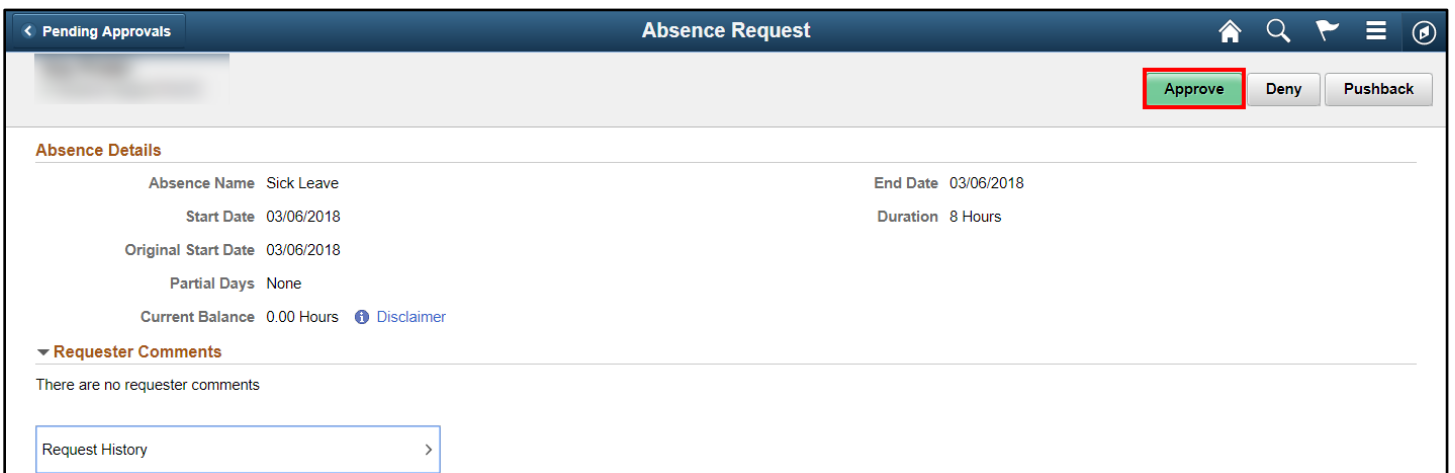 Pending Approvals
Absence Request
Approve
Deny
Pushback
Absence Details
Absence Name Sick Leave
End Date 03/06/2018
Start Date 03/06/2018
Duration 8 Hours
Original Start Date 03/06/2018
Partial Days None
Current Balance 0.00 Hours Disclaimer
Requester Comments
There are no requester comments
Request History